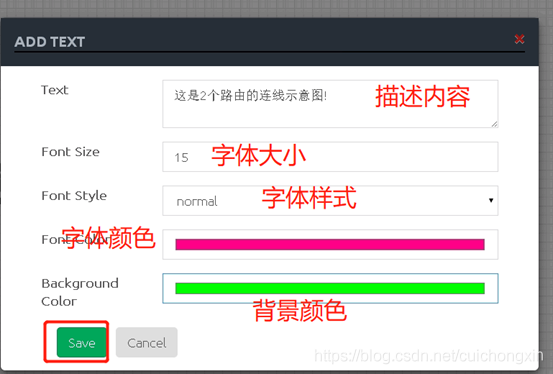 ADD TEXT
Text
这是2个路由的连线示意图!
描述内容
Font Size
15
字体大小
Font Style
normal
字体样式
Font Color
字体颜色
Background
Color
背景颜色
Save
Cancel
https://blog.csdn.net/cuichongxin